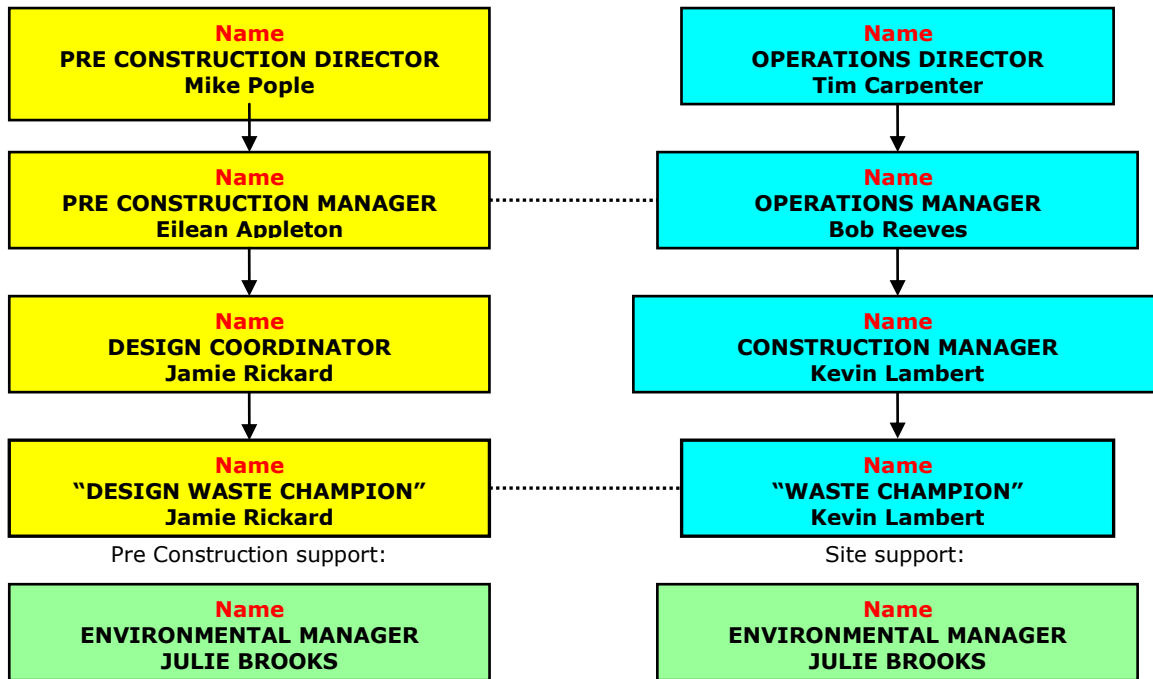 Name
PRE CONSTRUCTION DIRECTOR
Mike Pople
Name
OPERATIONS DIRECTOR
Tim Carpenter
Name
PRE CONSTRUCTION MANAGER
Eilean Appleton
Name
OPERATIONS MANAGER
Bob Reeves
Name
DESIGN COORDINATOR
Jamie Rickard
Name
CONSTRUCTION MANAGER
Kevin Lambert
Name
“DESIGN WASTE CHAMPION”
Jamie Rickard
Name
“WASTE CHAMPION”
Kevin Lambert
Pre Construction support:
Site support:
Name
ENVIRONMENTAL MANAGER
JULIE BROOKS
Name
ENVIRONMENTAL MANAGER
JULIE BROOKS